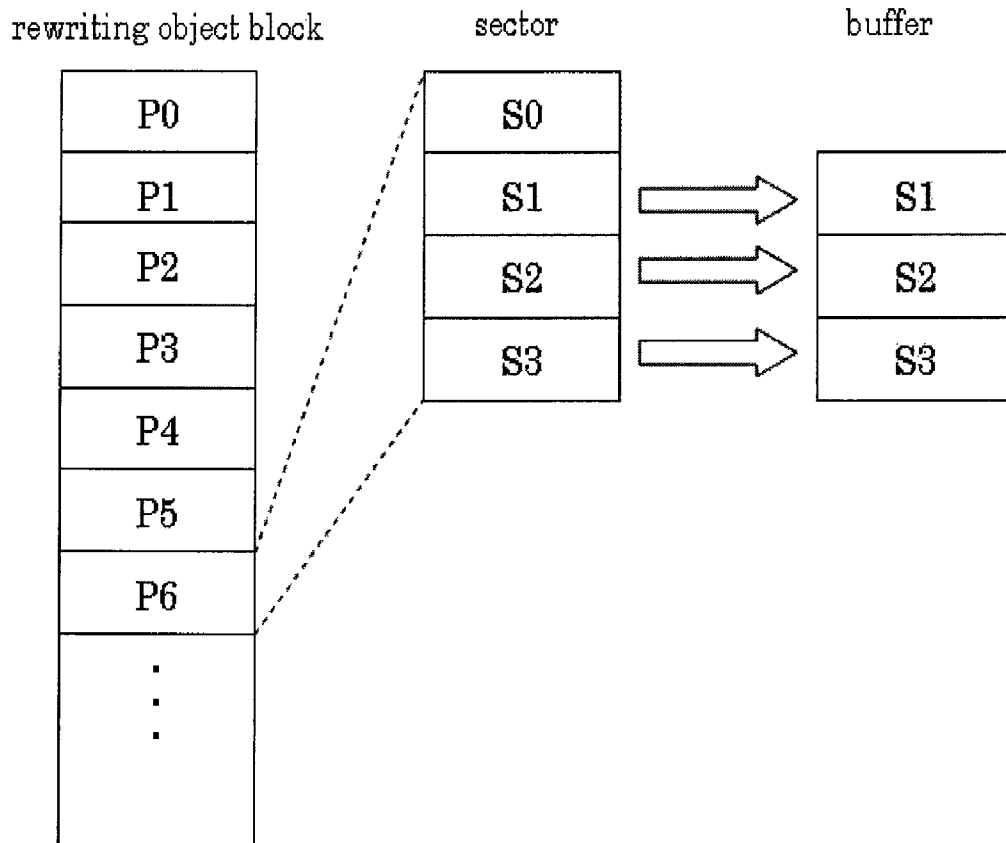 rewriting object block
sector
buffer
P0
P1
P2
P3
P4
P5
P6
S0
S1
S2
S3
S1
S2
S3